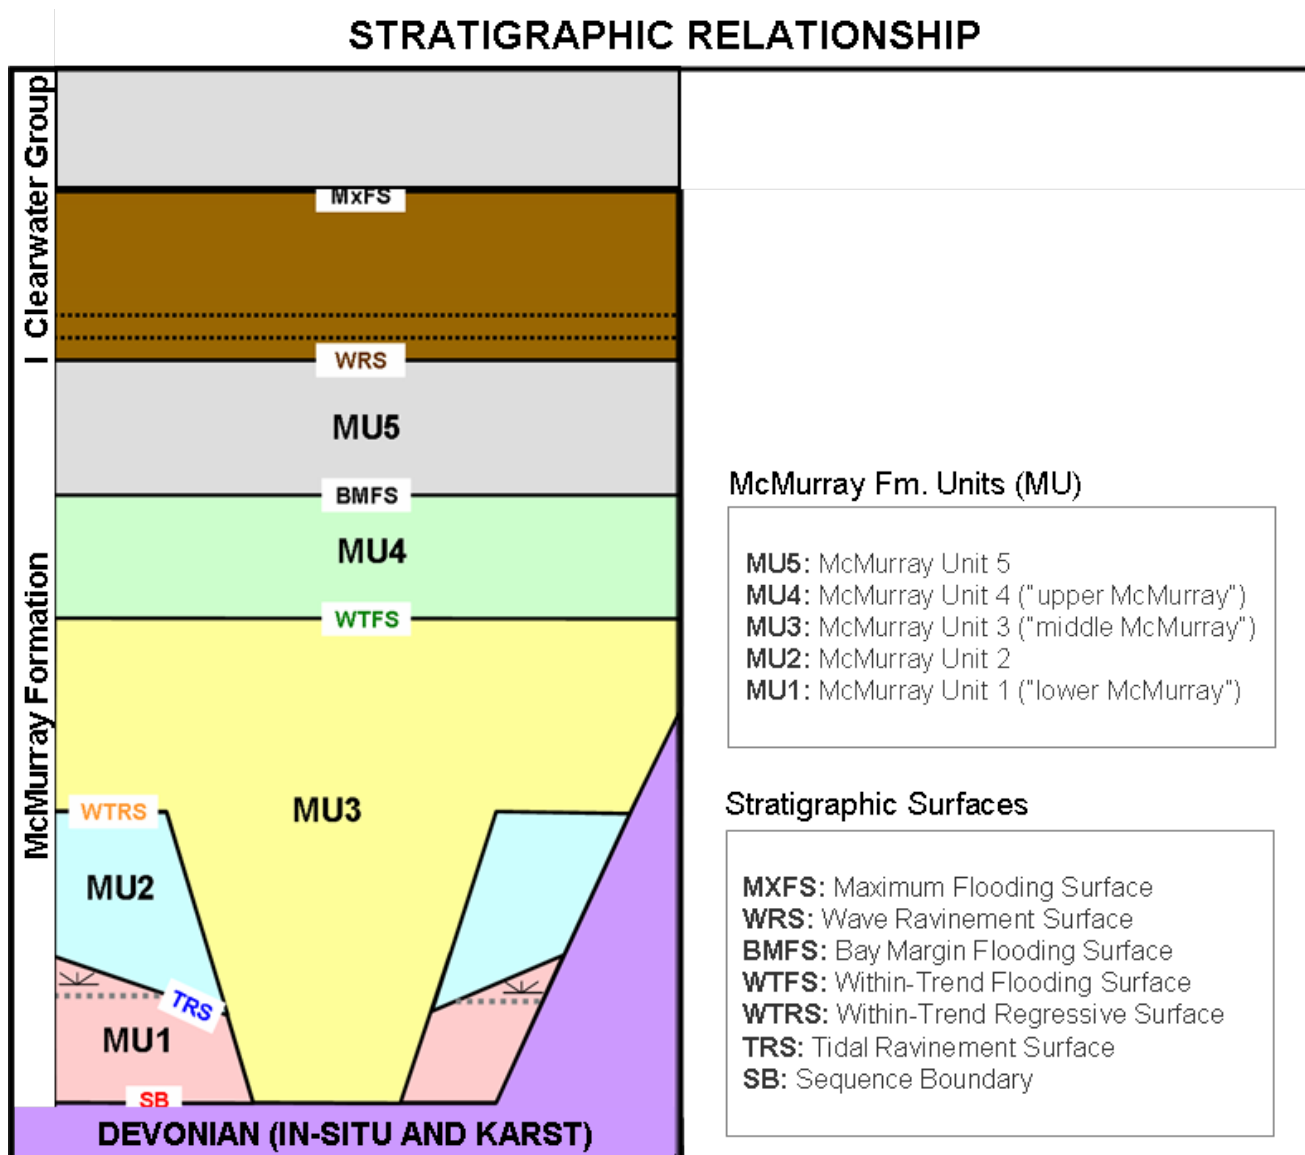 STRATIGRAPHIC RELATIONSHIP
I Clearwater Group
McMurray Formation
MxFS
WRS
MU5
BMFS
MU4
WTFS
WTRS
MU3
MU2
TRS
MU1
SB
DEVONIAN (IN-SITU AND KARST)
McMurray Fm. Units (MU)
MU5: McMurray Unit 5
MU4: McMurray Unit 4 ("upper McMurray")
MU3: McMurray Unit 3 ("middle McMurray")
MU2: McMurray Unit 2
MU1: McMurray Unit 1 ("lower McMurray")
Stratigraphic Surfaces
MXFS: Maximum Flooding Surface
WRS: Wave Ravinement Surface
BMFS: Bay Margin Flooding Surface
WTFS: Within-Trend Flooding Surface
WTRS: Within-Trend Regressive Surface
TRS: Tidal Ravinement Surface
SB: Sequence Boundary